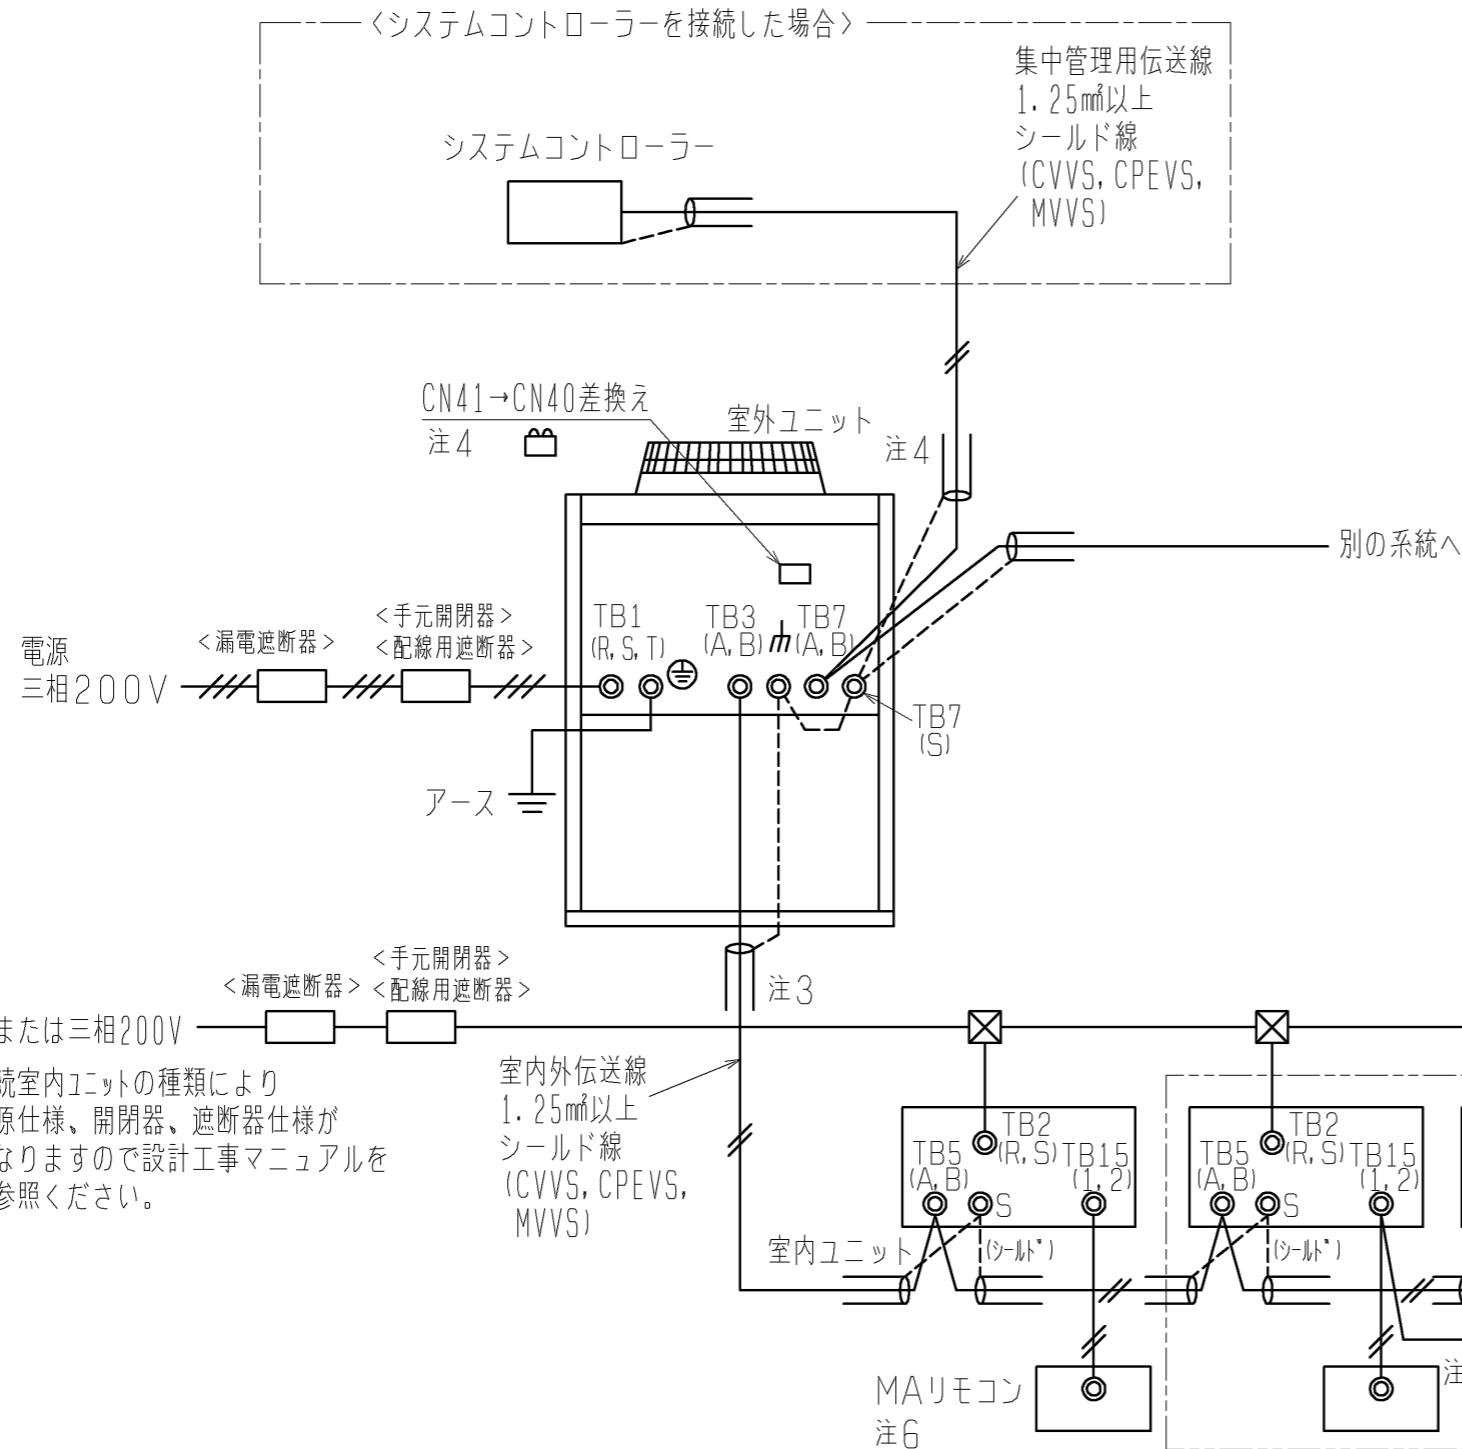 〈システムコントローラーを接続した場合〉
集中管理用伝送線
1.25㎟以上
シールド線
(CVVS, CPEVS,
MVVS)
システムコントローラー
CN41→CN40差換え
注4
室外ユニット
注4
別の系統へ
電源
三相200V
<漏電遮断器>
<手元開閉器>
<配線用遮断器>
TB1
(R, S, T)
TB3
(A, B)
TB7
(A, B)
TB7
(S)
アース
<漏電遮断器>
<手元開閉器>
<配線用遮断器>
注3
または三相200V
続室内ユニットの種類により
源仕様、開閉器、遮断器仕様が
なりますので設計工事マニュアルを
参照ください。
室内外伝送線
1.25㎟以上
シールド線
(CVVS, CPEVS,
MVVS)
TB5
(A, B)
TB2
(R, S)
TB15
(1, 2)
S
TB5
(A, B)
TB2
(R, S)
TB15
(1, 2)
S
室内ユニット
(シールド)
(シールド)
MAリモコン
注6
注